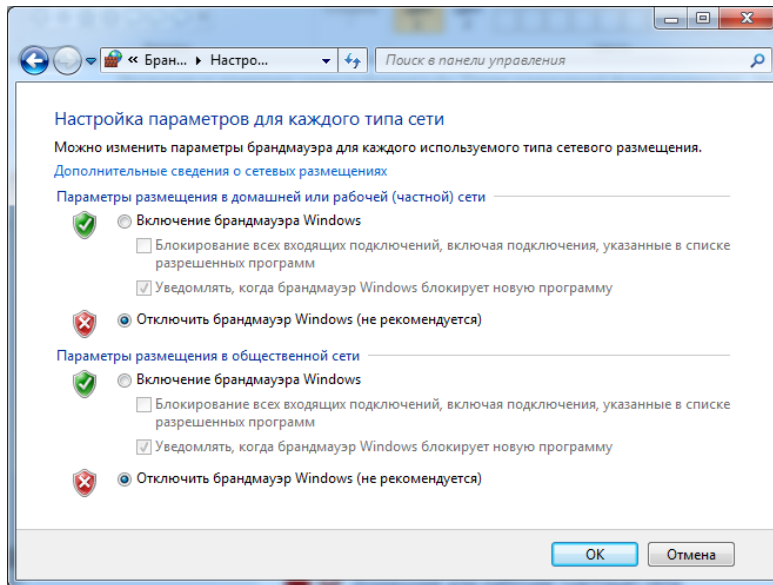 « Бран... ▸ Настро... Поиск в панели управления
Настройка параметров для каждого типа сети
Можно изменить параметры брандмауэра для каждого используемого типа сетевого размещения.
Дополнительные сведения о сетевых размещениях
Параметры размещения в домашней или рабочей (частной) сети
Включение брандмауэра Windows
Блокирование всех входящих подключений, включая подключения, указанные в списке
разрешенных программ
Уведомлять, когда брандмауэр Windows блокирует новую программу
Отключить брандмауэр Windows (не рекомендуется)
Параметры размещения в общественной сети
Включение брандмауэра Windows
Блокирование всех входящих подключений, включая подключения, указанные в списке
разрешенных программ
Уведомлять, когда брандмауэр Windows блокирует новую программу
Отключить брандмауэр Windows (не рекомендуется)
ОК Отмена